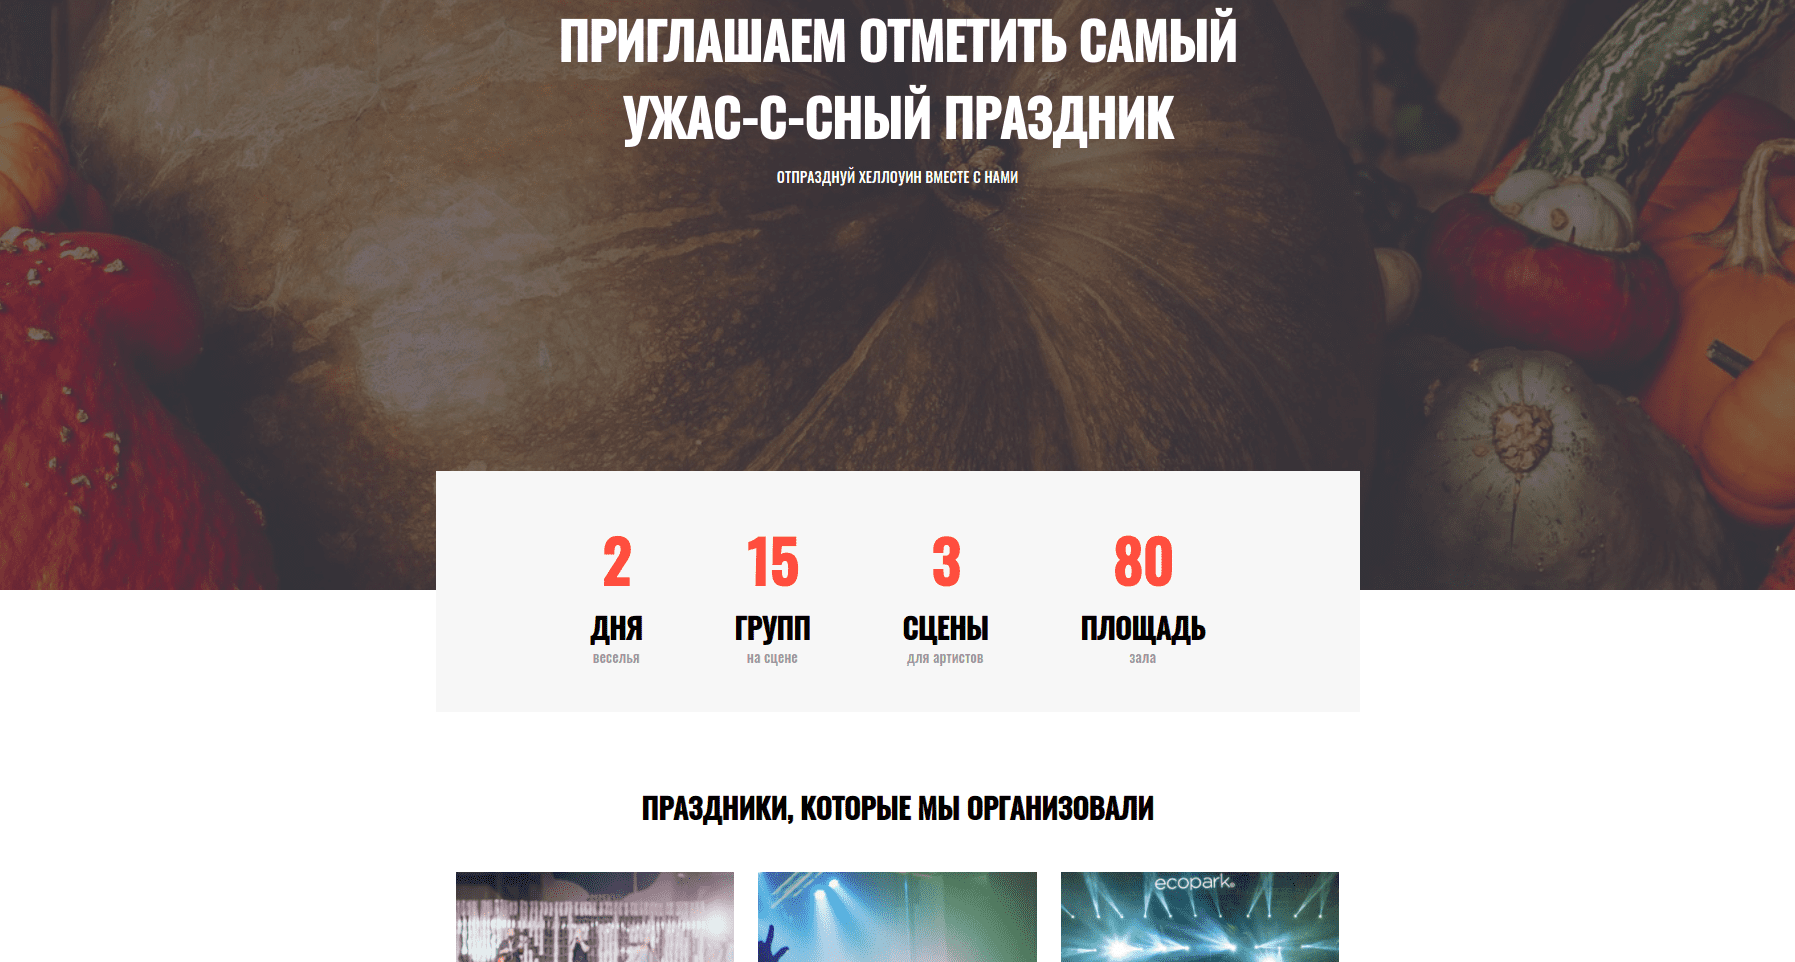 ПРИГЛАШАЕМ ОТМЕТИТЬ САМЫЙ
УЖАС-С-СНЫЙ ПРАЗДНИК
ОТПРАЗДНУЙ ХЕЛЛОУИН ВМЕСТЕ С НАМИ
2
ДНЯ
веселья
15
ГРУПП
на сцене
3
СЦЕНЫ
для артистов
80
ПЛОЩАДЬ
зала
ПРАЗДНИКИ, КОТОРЫЕ МЫ ОРГАНИЗОВАЛИ
ecopark